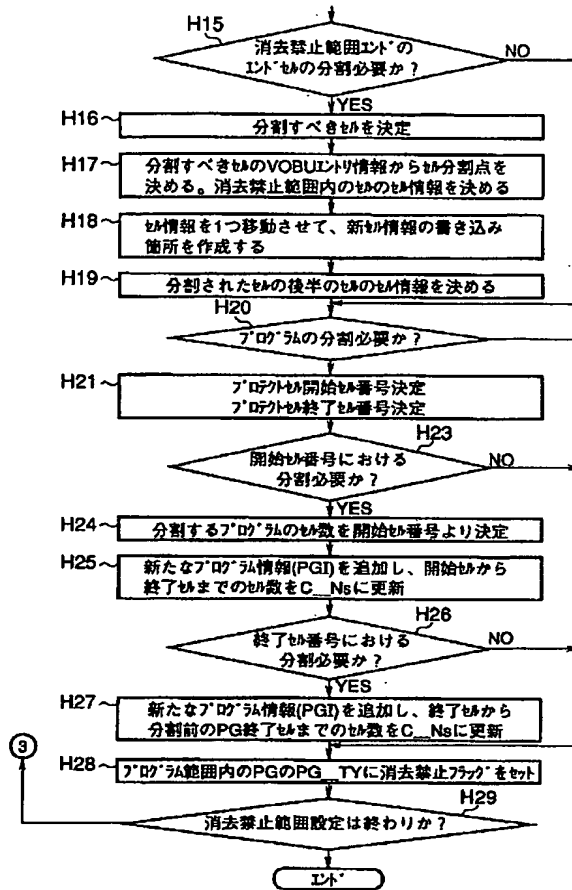 H15
消去禁止範囲エンドの
エンドセルの分割必要か?
NO
YES
H16
分割すべきセルを決定
H17
分割すべきセルのVOBUエントリ情報からセル分割点を
決める。消去禁止範囲内のセルのセル情報を決める
H18
セル情報を1つ移動させて、新セル情報の書き込み
箇所を作成する
H19
分割されたセルの後半のセルのセル情報を決める
H20
プログラムの分割必要か?
H21
プロテクトセル開始セル番号決定
プロテクトセル終了セル番号決定
H23
開始セル番号における
分割必要か?
NO
YES
H24
分割するプログラムのセル数を開始セル番号より決定
H25
新たなプログラム情報(PGI)を追加し、開始セルから
終了セルまでのセル数をC__Nsに更新
H26
終了セル番号における
分割必要か?
NO
YES
H27
新たなプログラム情報(PGI)を追加し、終了セルから
分割前のPG終了セルまでのセル数をC__Nsに更新
3
H28
プログラム範囲内のPGのPG__TYに消去禁止フラッグをセット
H29
消去禁止範囲設定は終わりか?
エンド